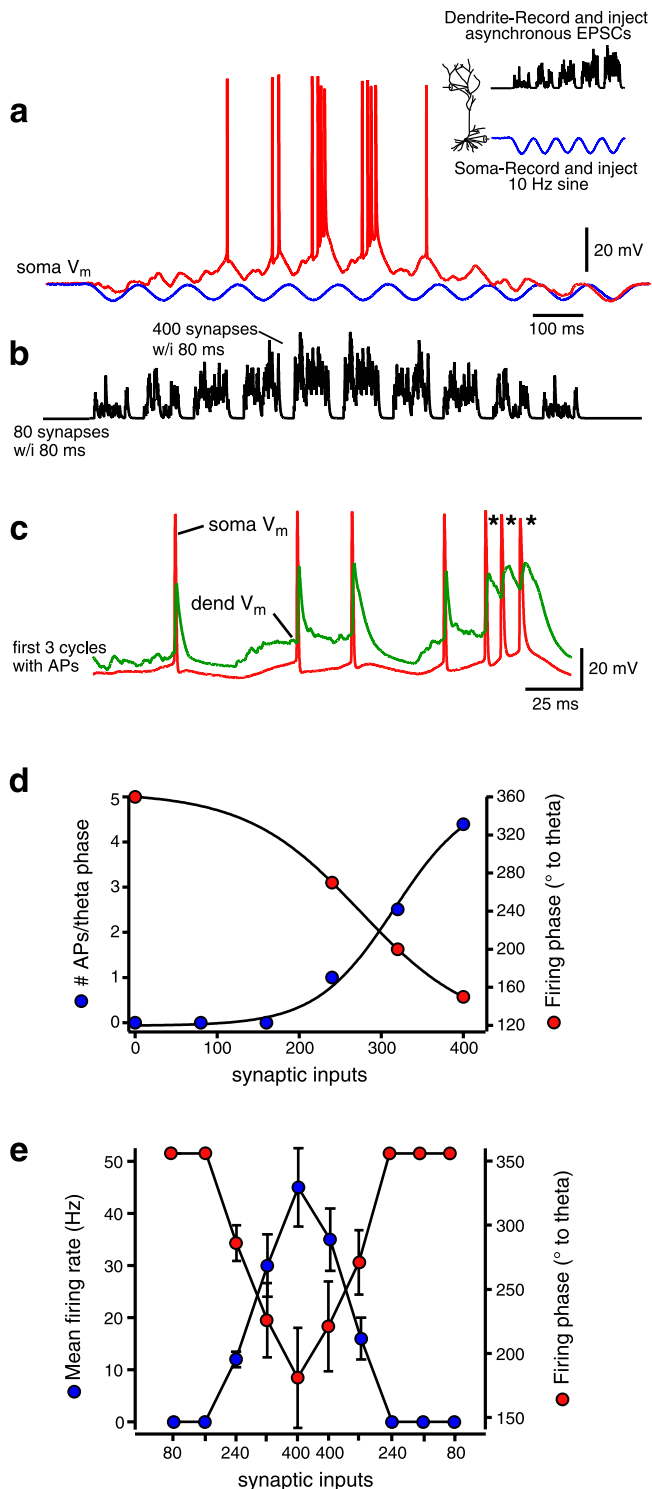 Dendrite-Record and inject
asynchronous EPSCs
a
Soma-Record and inject
10 Hz sine
20 mV
soma Vm
100 ms
b
400 synapses
w/i 80 ms
80 synapses
w/i 80 ms
c
soma Vm
* * *
dend Vm
first 3 cycles
with APs
20 mV
25 ms
d
# APs/theta phase
5
4
3
2
1
0
360
320
280
240
200
160
120
Firing phase (° to theta)
0 100 200 300 400
synaptic inputs
e
Mean firing rate (Hz)
50
40
30
20
10
0
350
300
250
200
150
Firing phase (° to theta)
80 240 400 400 240 80
synaptic inputs